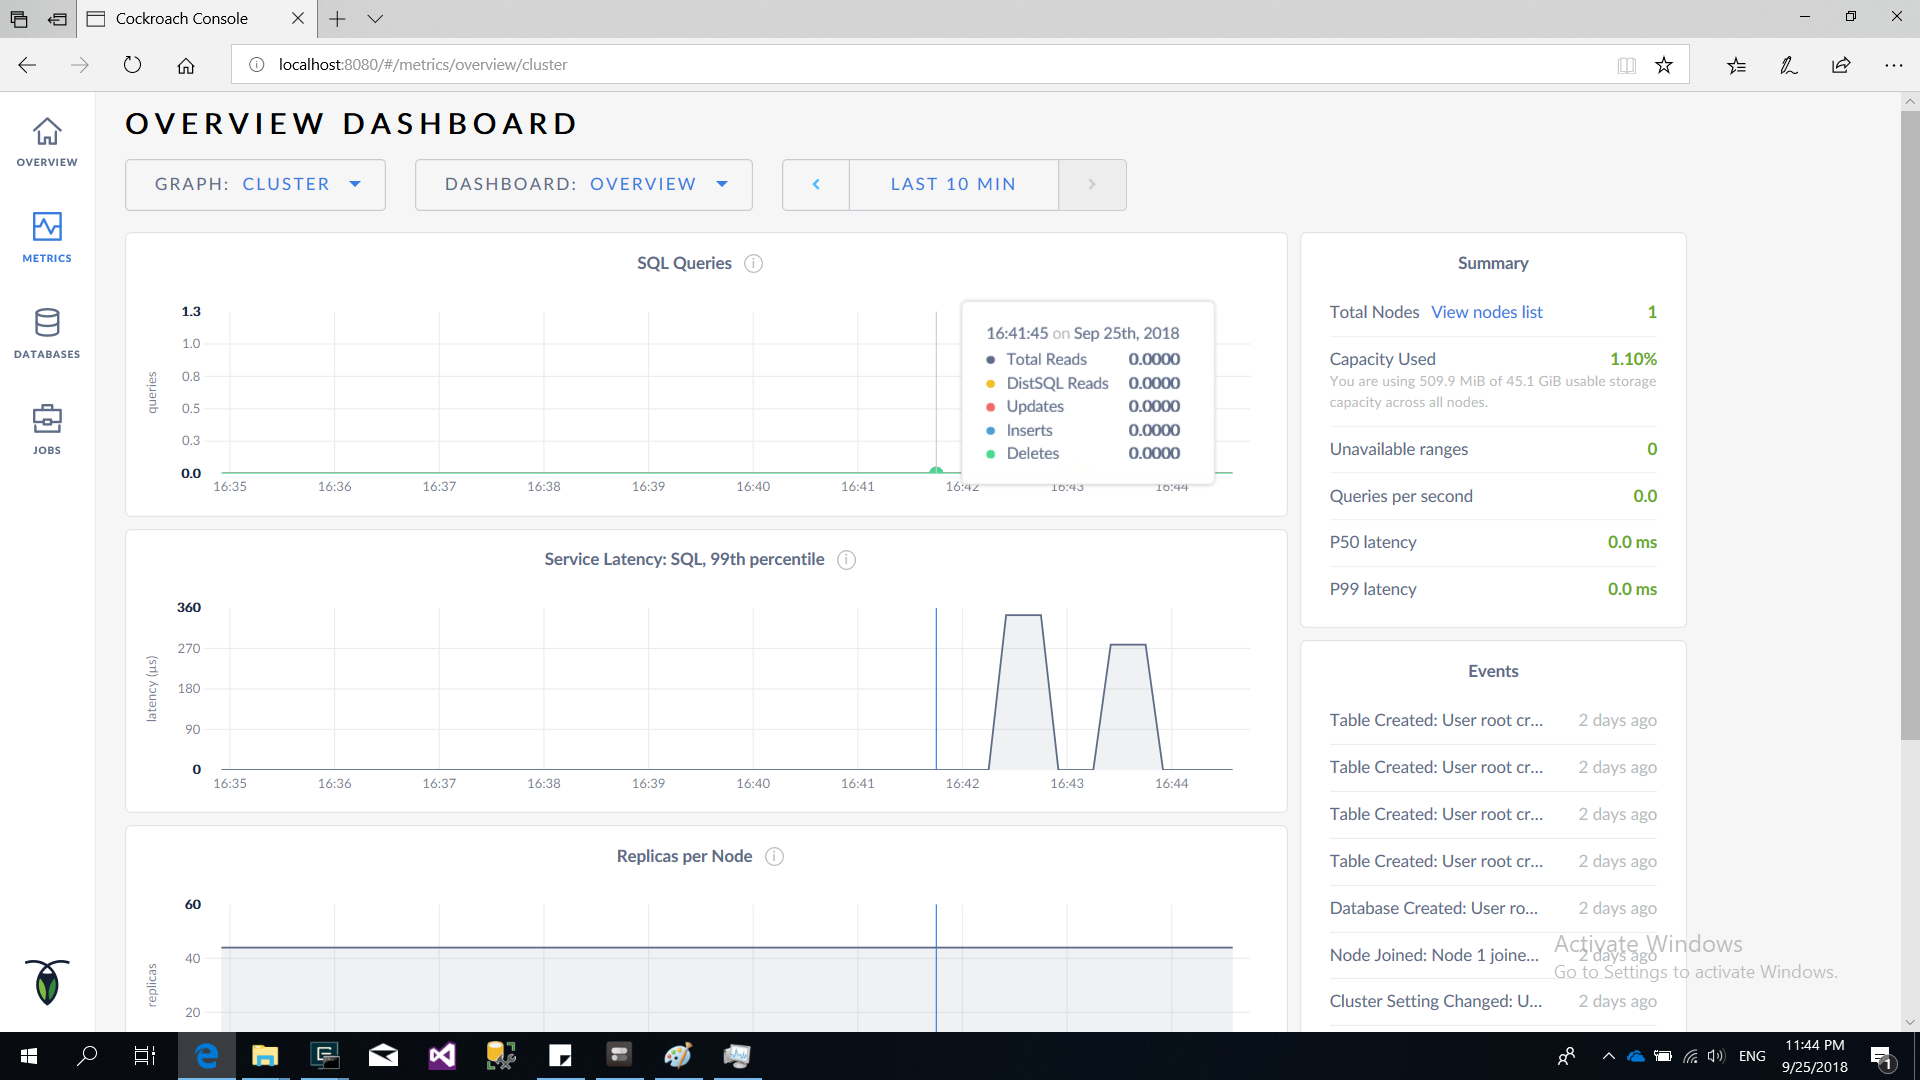 Cockroach Console
localhost:8080/#/metrics/overview/cluster
OVERVIEW DASHBOARD
OVERVIEW
METRICS
DATABASES
JOBS
GRAPH: CLUSTER
DASHBOARD: OVERVIEW
LAST 10 MIN
SQL Queries
1.3
1.0
0.8
0.5
0.3
0.0
queries
16:35 16:36 16:37 16:38 16:39 16:40 16:41 16:42 16:43 16:44
16:41:45 on Sep 25th, 2018
Total Reads 0.0000
DistSQL Reads 0.0000
Updates 0.0000
Inserts 0.0000
Deletes 0.0000
Service Latency: SQL, 99th percentile
360
270
180
90
0
latency (μs)
16:35 16:36 16:37 16:38 16:39 16:40 16:41 16:42 16:43 16:44
Replicas per Node
60
40
20
replicas
Summary
Total Nodes View nodes list 1
Capacity Used 1.10%
You are using 509.9 MiB of 45.1 GiB usable storage
capacity across all nodes.
Unavailable ranges 0
Queries per second 0.0
P50 latency 0.0 ms
P99 latency 0.0 ms
Events
Table Created: User root cr... 2 days ago
Table Created: User root cr... 2 days ago
Table Created: User root cr... 2 days ago
Table Created: User root cr... 2 days ago
Database Created: User ro... 2 days ago
Node Joined: Node 1 joine... 2 days ago
Cluster Setting Changed: U... 2 days ago
Activate Windows
Go to Settings to activate Windows.
ENG
11:44 PM
9/25/2018
1